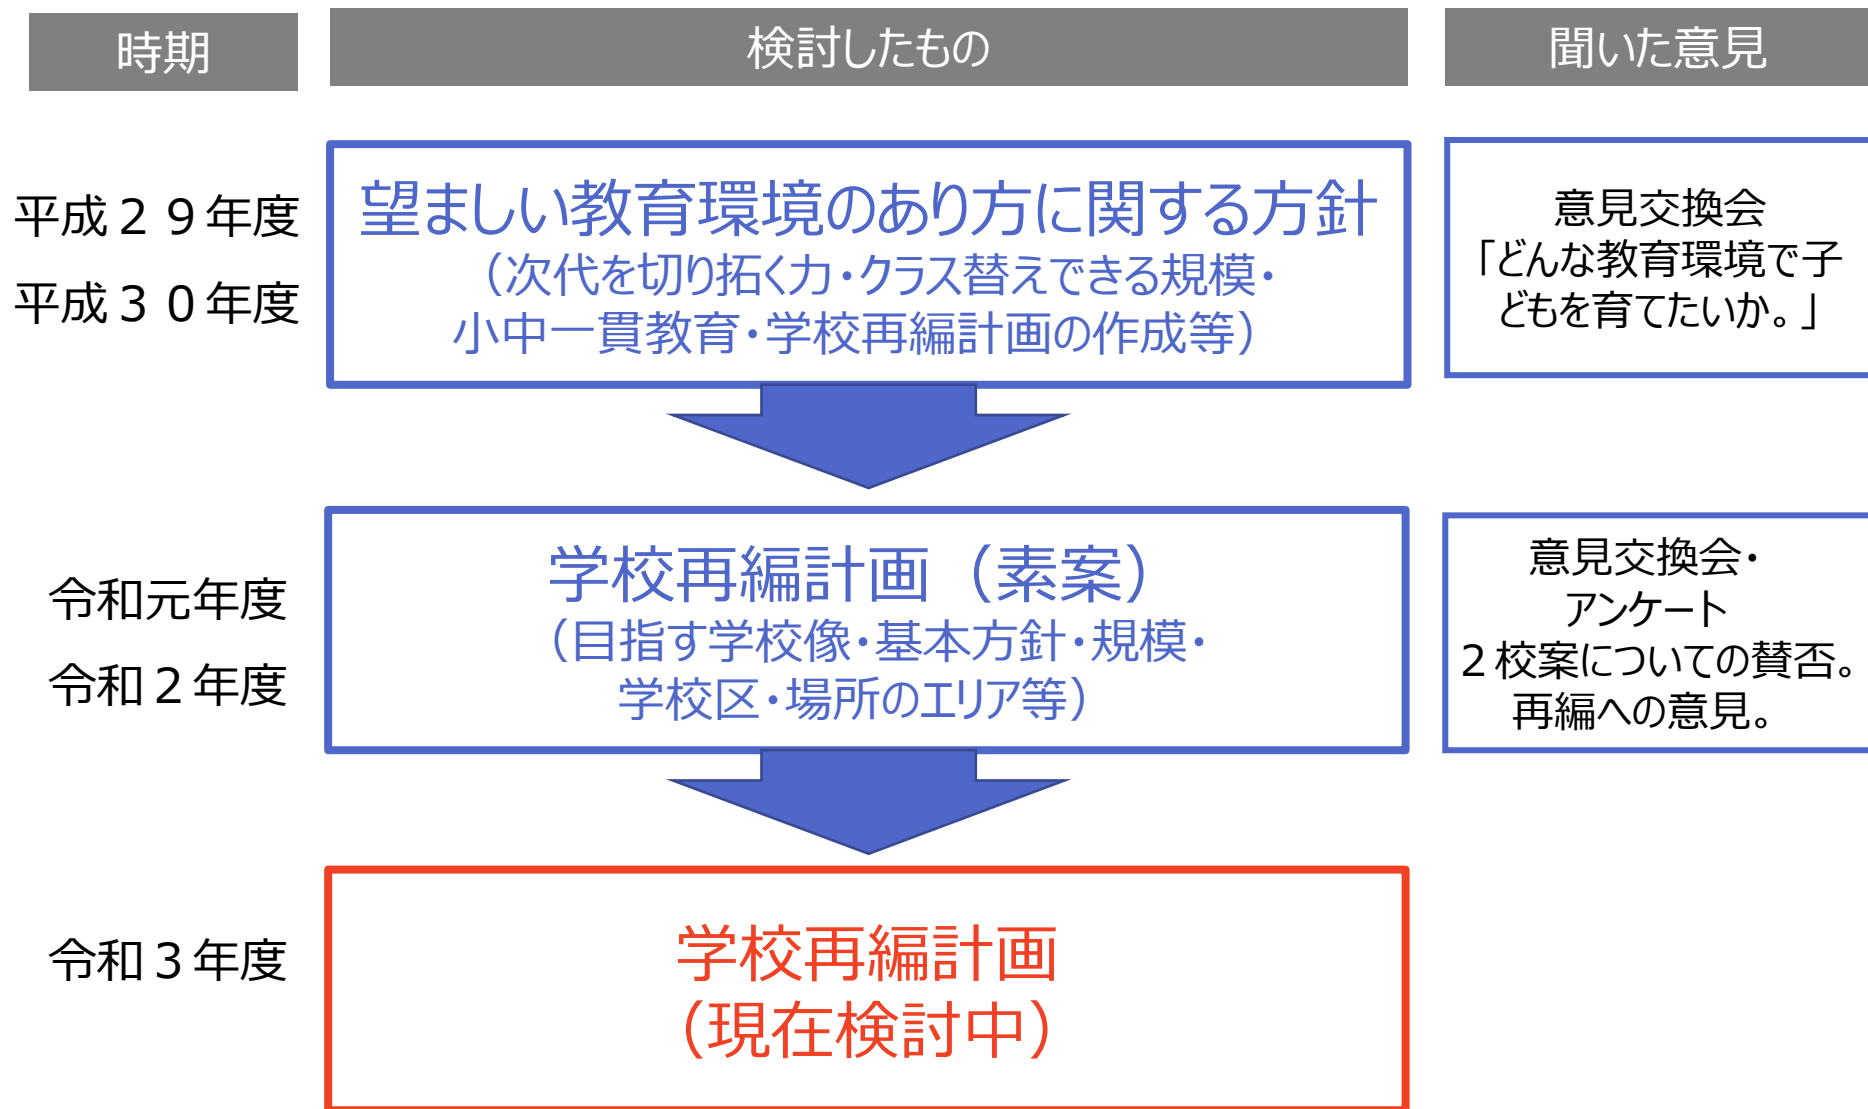 時期
検討したもの
聞いた意見
平成２９年度
平成３０年度
望ましい教育環境のあり方に関する方針
（次代を切り拓く力・クラス替えできる規模・
小中一貫教育・学校再編計画の作成等）
意見交換会
「どんな教育環境で子
どもを育てたいか。」
令和元年度
令和２年度
学校再編計画（素案）
（目指す学校像・基本方針・規模・
学校区・場所のエリア等）
意見交換会・
アンケート
２校案についての賛否。
再編への意見。
令和３年度
学校再編計画
（現在検討中）